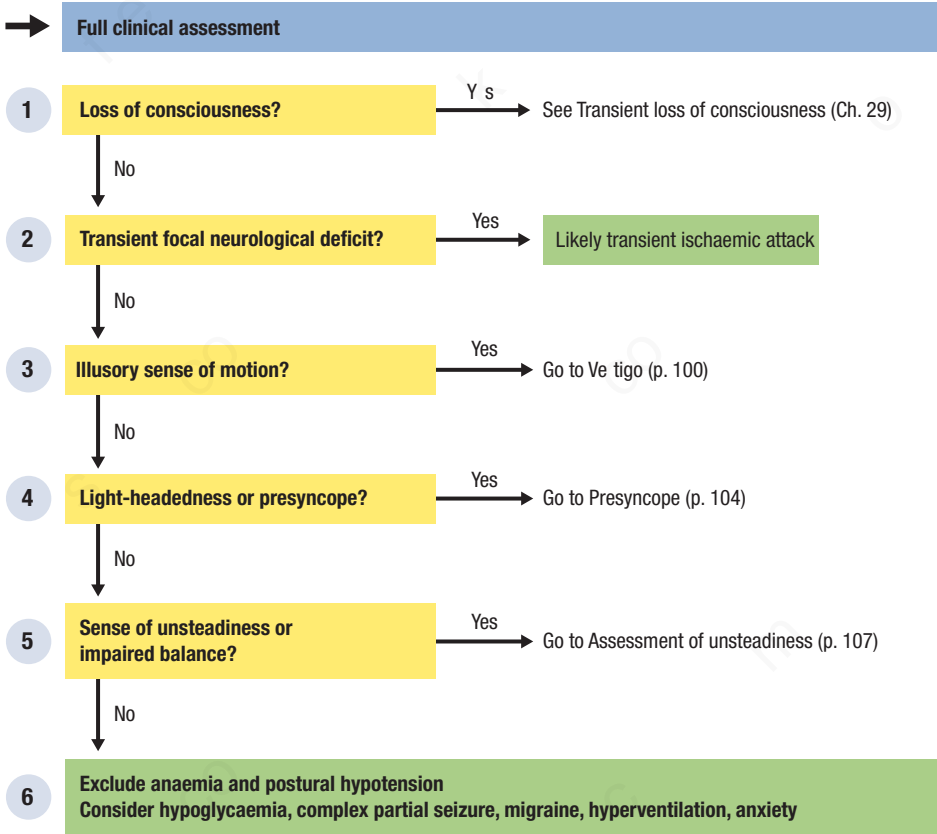 Full clinical assessment
1
Loss of consciousness?
Y s
See Transient loss of consciousness (Ch. 29)
No
2
Transient focal neurological deficit?
Yes
Likely transient ischaemic attack
No
3
Illusory sense of motion?
Yes
Go to Ve tigo (p. 100)
No
4
Light-headedness or presyncope?
Yes
Go to Presyncope (p. 104)
No
5
Sense of unsteadiness or
impaired balance?
Yes
Go to Assessment of unsteadiness (p. 107)
No
6
Exclude anaemia and postural hypotension
Consider hypoglycaemia, complex partial seizure, migraine, hyperventilation, anxiety